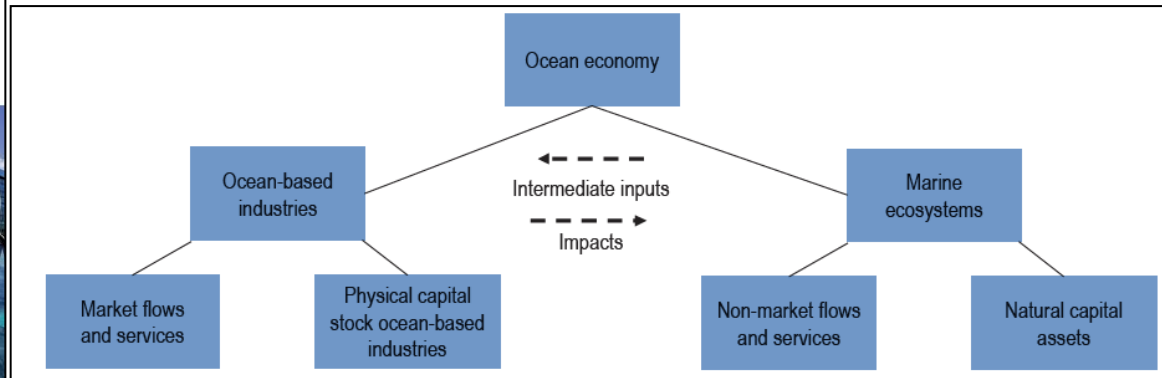 Ocean economy
Ocean-based
industries
Intermediate inputs
Impacts
Marine
ecosystems
Market flows
and services
Physical capital
stock ocean-based
industries
Non-market flows
and services
Natural capital
assets